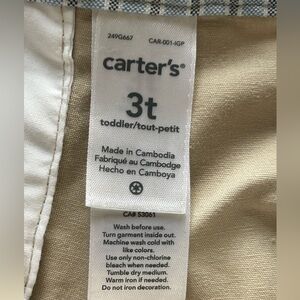 249G667 CAR-001-IGP
carter's®
3t
toddler/tout-petit
Made in Cambodia
Fabriqué au Cambodge
Hecho en Camboya
CA# 53061
Wash before use.
Turn garment inside out.
Machine wash cold with
like colors.
Use only non-chlorine
bleach when needed.
Tumble dry medium.
Warm iron if needed.
Do not iron decoration.